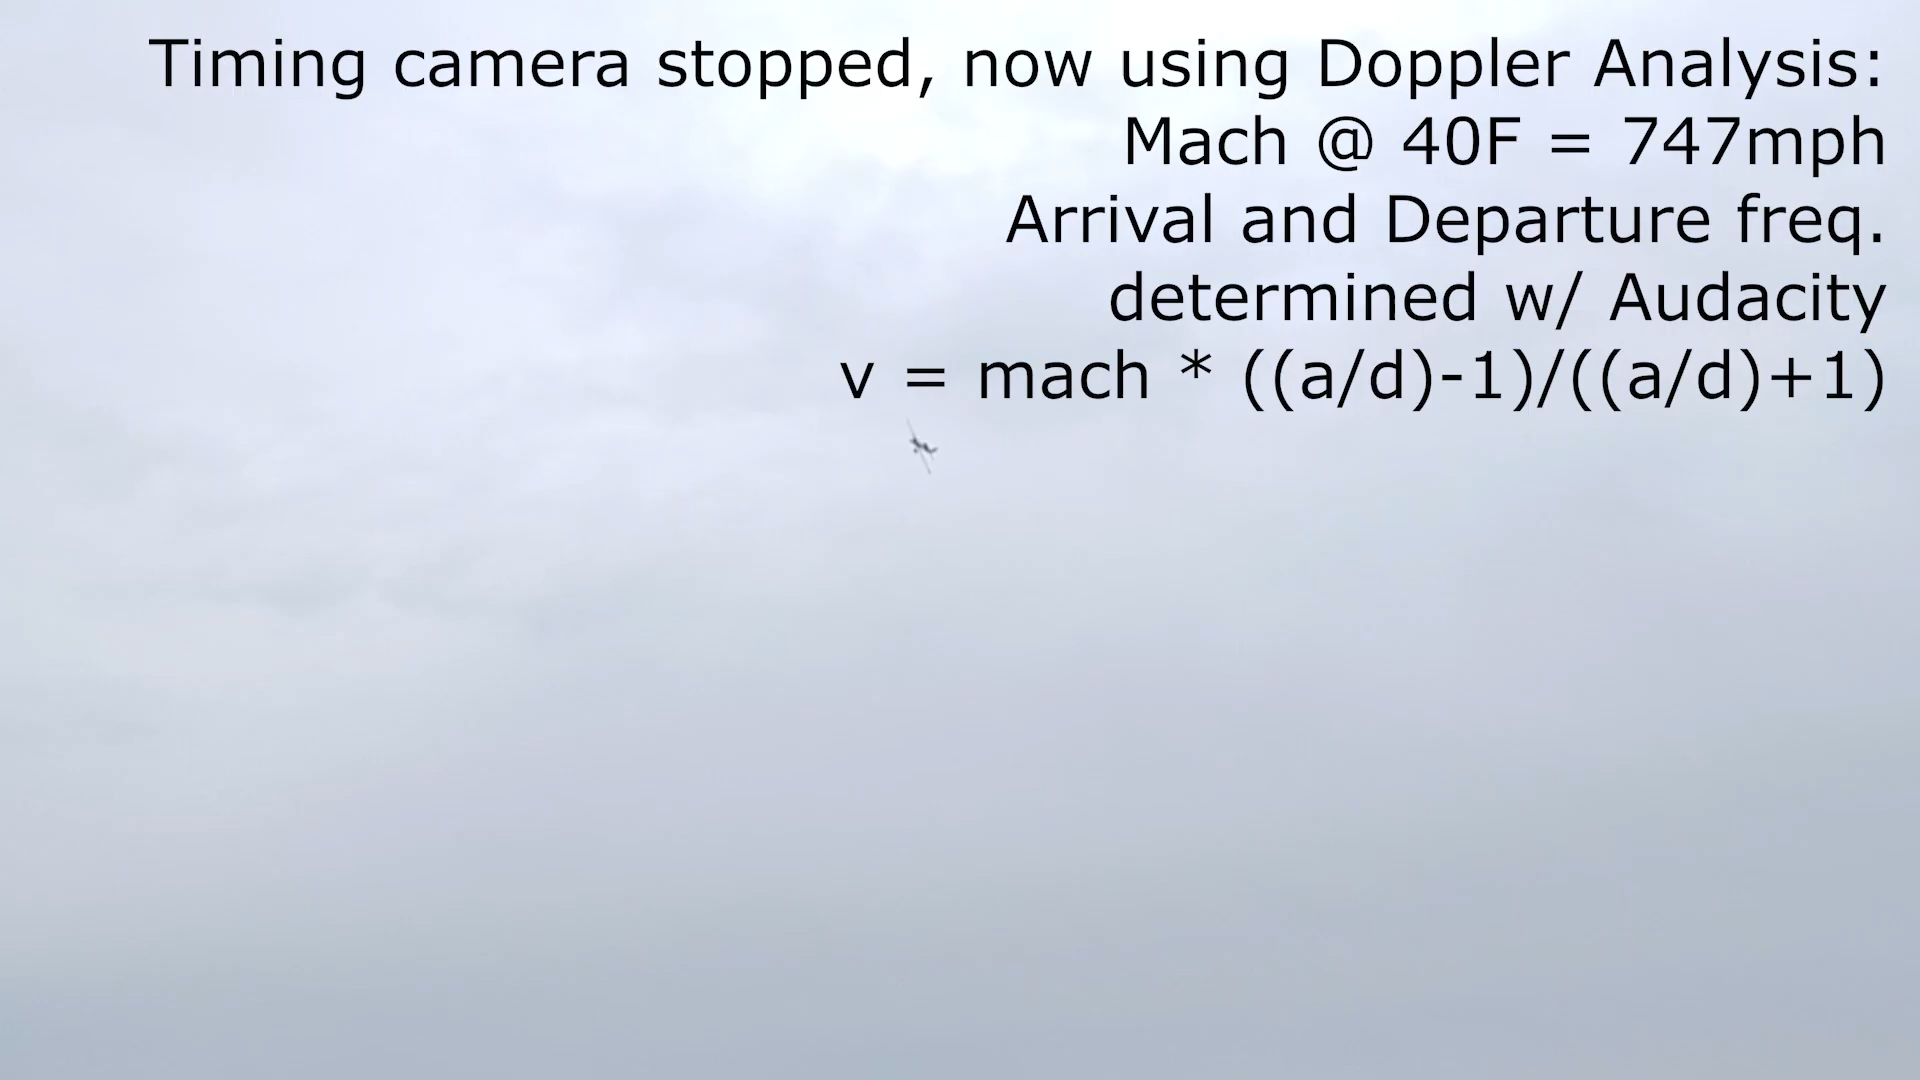 Timing camera stopped, now using Doppler Analysis:
Mach @ 40F = 747mph
Arrival and Departure freq.
determined w/ Audacity
v = mach * ((a/d)-1)/((a/d)+1)